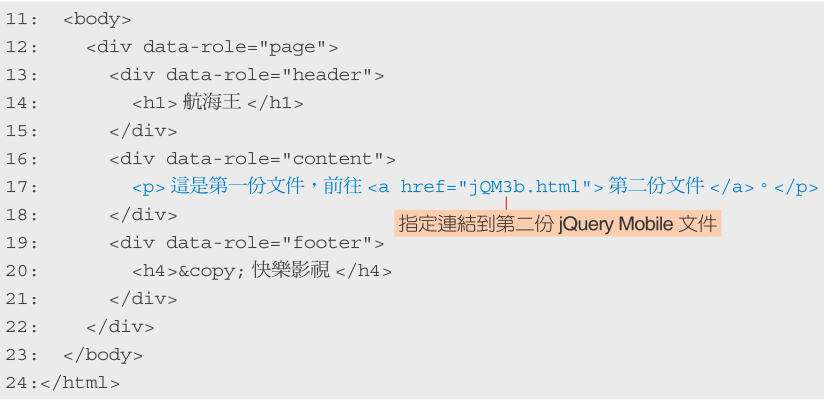 11:  <body>
12:    <div data-role="page">
13:      <div data-role="header">
14:        <h1>航海王</h1>
15:      </div>
16:      <div data-role="content">
17:        <p>這是第一份文件，前往<a href="jQM3b.html">第二份文件</a>。</p>
18:      </div>
指定連結到第二份 jQuery Mobile 文件
19:      <div data-role="footer">
20:        <h4>&copy;快樂影視</h4>
21:      </div>
22:    </div>
23:  </body>
24:</html>